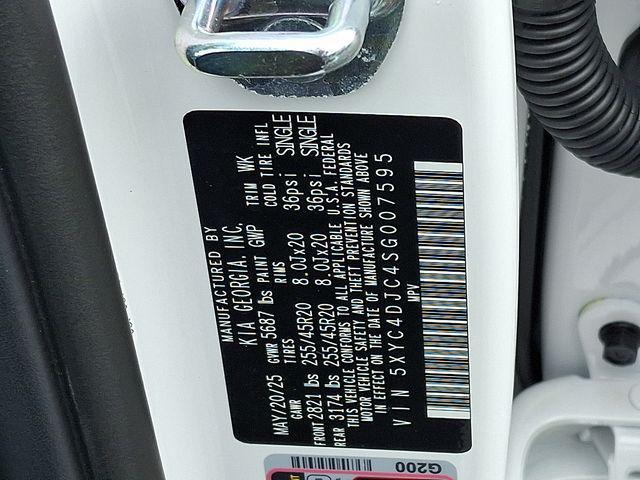 MANUFACTURED BY
KIA GEORGIA, INC.
MAY/20/25 GVWR 5687 lbs PAINT GWP TRIM WK
GAWR TIRES RIMS COLD TIRE INFL
FRONT 2821 lbs 255/45R20 8.0Jx20 36psi SINGLE
REAR 3174 lbs 255/45R20 8.0Jx20 36psi SINGLE
THIS VEHICLE CONFORMS TO ALL APPLICABLE U.S.A. FEDERAL
MOTOR VEHICLE SAFETY AND THEFT PREVENTION STANDARDS
IN EFFECT ON THE DATE OF MANUFACTURE SHOWN ABOVE
VIN 5XYC4DJC4SG007595
MPV
G200